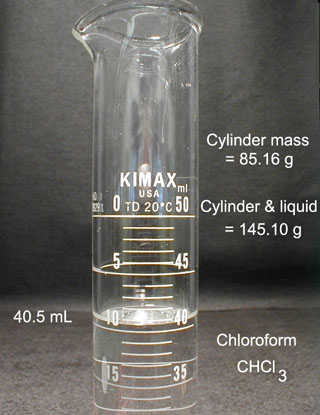 KIMAX
USA
ml
0 TD 20°C 50
Cylinder mass
= 85.16 g
Cylinder & liquid
= 145.10 g
5 45
40.5 mL
10 40
Chloroform
CHCl3
15 35